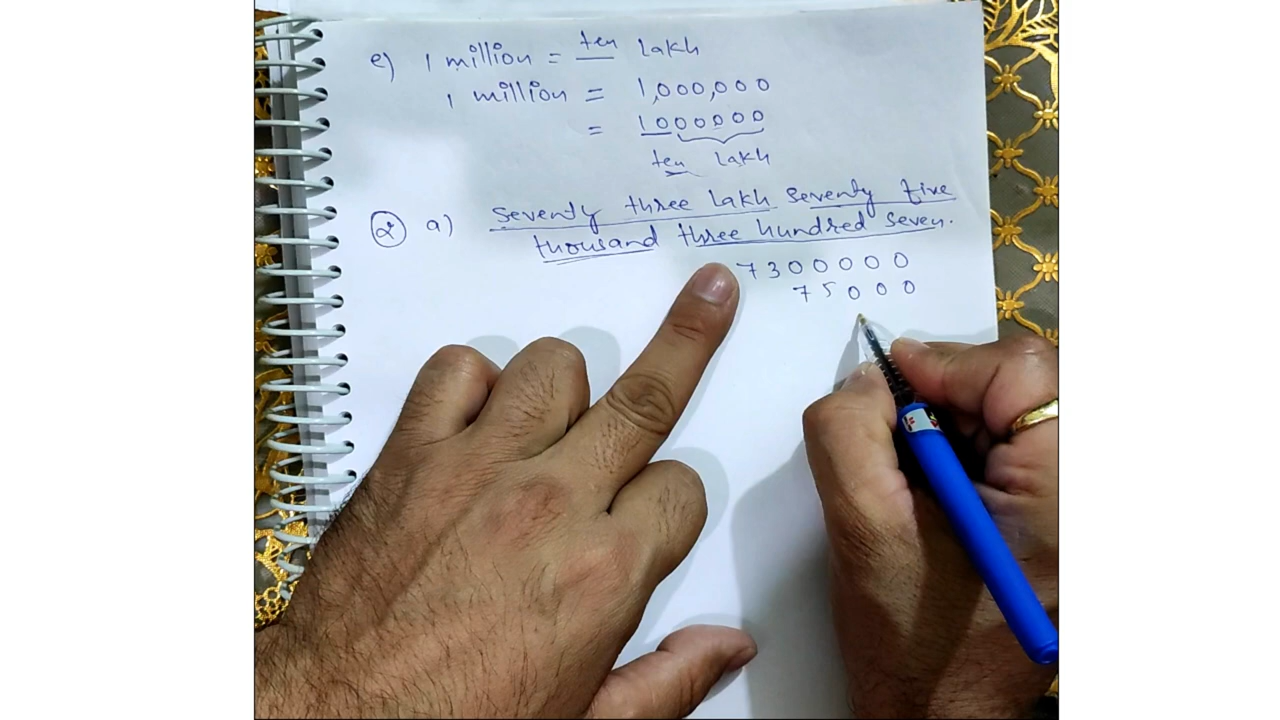 e) 1 million = ten lakh
1 million = 1,000,000
= 1000000
ten lakh
2 a) Seventy three lakh seventy five
thousand three hundred seven.
7300000
75000